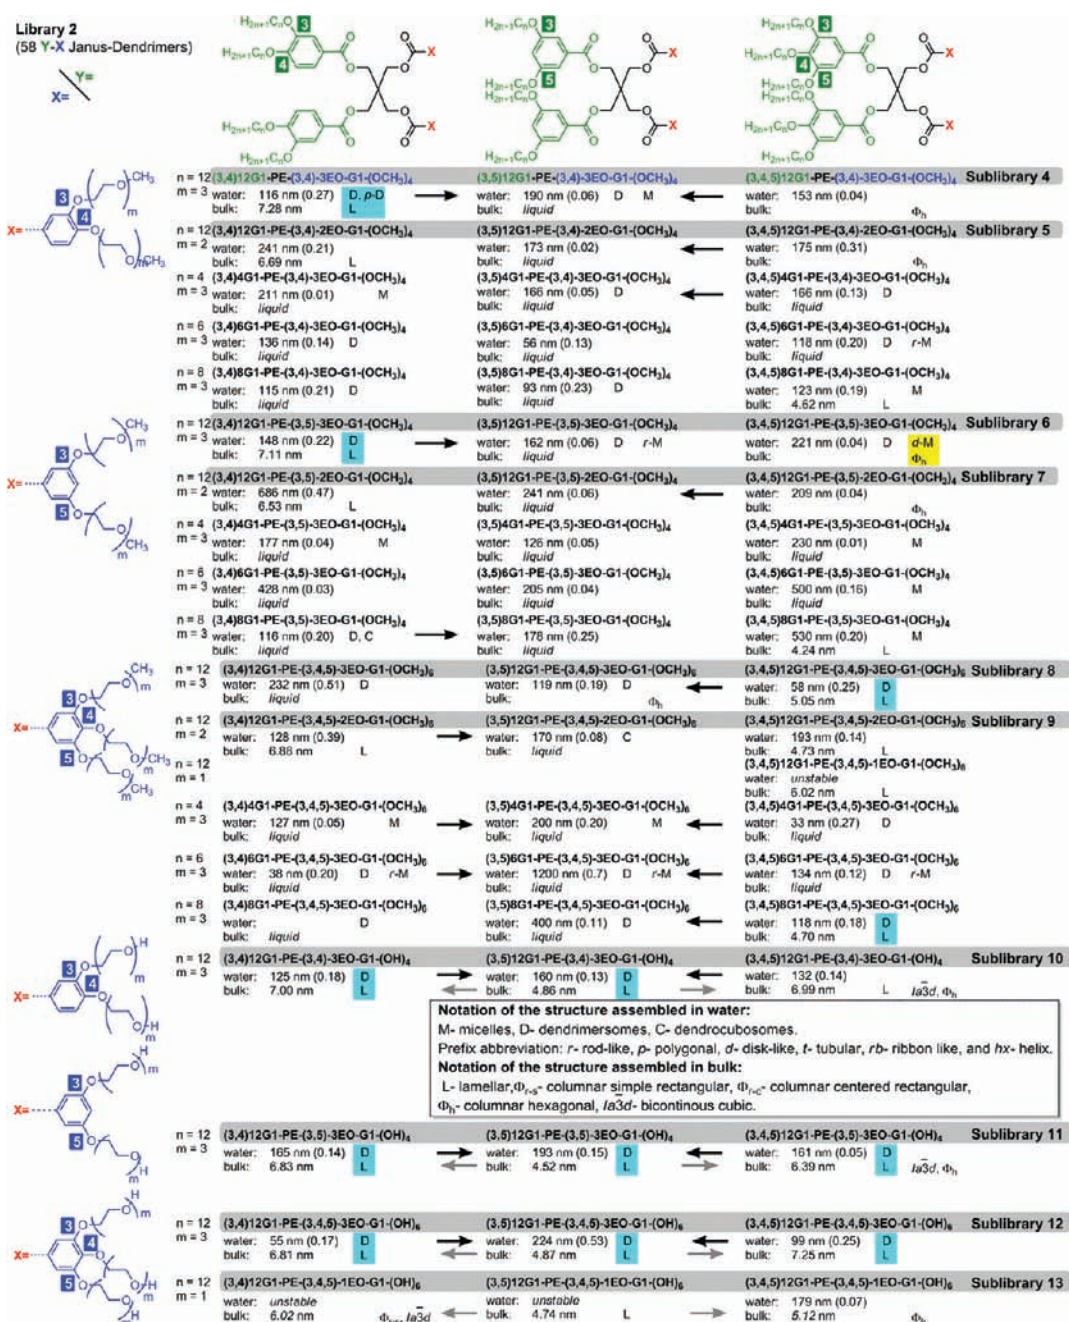 Library 2
(58 Y-X Janus-Dendrimers)
Y=
X=
H2n+1CnO 3
H2n+1CnO 4
H2n+1CnO
OCnH2n+1
X
X
n = 12 (3,4)12G1-PE-(3,4)-3EO-G1-(OCH3)4 (3,5)12G1-PE-(3,4)-3EO-G1-(OCH3)4 (3,4,5)12G1-PE-(3,4)-3EO-G1-(OCH3)4 Sublibrary 4
m = 3 water: 116 nm (0.27) D, p-D water: 190 nm (0.06) D M water: 153 nm (0.04)
bulk: 7.28 nm L bulk: liquid bulk: Φh
n = 12 (3,4)12G1-PE-(3,4)-2EO-G1-(OCH3)4 (3,5)12G1-PE-(3,4)-2EO-G1-(OCH3)4 (3,4,5)12G1-PE-(3,4)-2EO-G1-(OCH3)4 Sublibrary 5
m = 2 water: 241 nm (0.21) water: 173 nm (0.02) water: 175 nm (0.31)
bulk: 6.69 nm L bulk: liquid bulk: Φh
n = 4 (3,4)4G1-PE-(3,4)-3EO-G1-(OCH3)4 (3,5)4G1-PE-(3,4)-3EO-G1-(OCH3)4 (3,4,5)4G1-PE-(3,4)-3EO-G1-(OCH3)4
m = 3 water: 211 nm (0.01) M water: 166 nm (0.05) D water: 166 nm (0.13) D
bulk: liquid bulk: liquid bulk: liquid
n = 6 (3,4)6G1-PE-(3,4)-3EO-G1-(OCH3)4 (3,5)6G1-PE-(3,4)-3EO-G1-(OCH3)4 (3,4,5)6G1-PE-(3,4)-3EO-G1-(OCH3)4
m = 3 water: 136 nm (0.14) D water: 56 nm (0.13) water: 118 nm (0.20) D r-M
bulk: liquid bulk: liquid bulk: liquid
n = 8 (3,4)8G1-PE-(3,4)-3EO-G1-(OCH3)4 (3,5)8G1-PE-(3,4)-3EO-G1-(OCH3)4 (3,4,5)8G1-PE-(3,4)-3EO-G1-(OCH3)4
m = 3 water: 115 nm (0.21) D water: 93 nm (0.23) D water: 123 nm (0.19) M
bulk: liquid bulk: liquid bulk: 4.62 nm L
n = 12 (3,4)12G1-PE-(3,5)-3EO-G1-(OCH3)4 (3,5)12G1-PE-(3,5)-3EO-G1-(OCH3)4 (3,4,5)12G1-PE-(3,5)-3EO-G1-(OCH3)4 Sublibrary 6
m = 3 water: 148 nm (0.22) D water: 162 nm (0.06) D r-M water: 221 nm (0.04) D d-M
bulk: 7.11 nm L bulk: liquid bulk: Φh
n = 12 (3,4)12G1-PE-(3,5)-2EO-G1-(OCH3)4 (3,5)12G1-PE-(3,5)-2EO-G1-(OCH3)4 (3,4,5)12G1-PE-(3,5)-2EO-G1-(OCH3)4 Sublibrary 7
m = 2 water: 686 nm (0.47) water: 241 nm (0.06) water: 209 nm (0.04)
bulk: 6.53 nm L bulk: liquid bulk: Φh
n = 4 (3,4)4G1-PE-(3,5)-3EO-G1-(OCH3)4 (3,5)4G1-PE-(3,5)-3EO-G1-(OCH3)4 (3,4,5)4G1-PE-(3,5)-3EO-G1-(OCH3)4
m = 3 water: 177 nm (0.04) M water: 126 nm (0.05) water: 230 nm (0.01) M
bulk: liquid bulk: liquid bulk: liquid
n = 6 (3,4)6G1-PE-(3,5)-3EO-G1-(OCH3)4 (3,5)6G1-PE-(3,5)-3EO-G1-(OCH3)4 (3,4,5)6G1-PE-(3,5)-3EO-G1-(OCH3)4
m = 3 water: 428 nm (0.03) water: 205 nm (0.04) water: 500 nm (0.16) M
bulk: liquid bulk: liquid bulk: liquid
n = 8 (3,4)8G1-PE-(3,5)-3EO-G1-(OCH3)4 (3,5)8G1-PE-(3,5)-3EO-G1-(OCH3)4 (3,4,5)8G1-PE-(3,5)-3EO-G1-(OCH3)4
m = 3 water: 116 nm (0.20) D, C water: 178 nm (0.25) water: 530 nm (0.20) M
bulk: liquid bulk: liquid bulk: 4.24 nm L
n = 12 (3,4)12G1-PE-(3,4,5)-3EO-G1-(OCH3)6 (3,5)12G1-PE-(3,4,5)-3EO-G1-(OCH3)6 (3,4,5)12G1-PE-(3,4,5)-3EO-G1-(OCH3)6 Sublibrary 8
m = 3 water: 232 nm (0.51) D water: 119 nm (0.19) D water: 58 nm (0.25) D
bulk: liquid bulk: Φh bulk: 5.05 nm L
n = 12 (3,4)12G1-PE-(3,4,5)-2EO-G1-(OCH3)6 (3,5)12G1-PE-(3,4,5)-2EO-G1-(OCH3)6 (3,4,5)12G1-PE-(3,4,5)-2EO-G1-(OCH3)6 Sublibrary 9
m = 2 water: 128 nm (0.39) water: 170 nm (0.08) C water: 193 nm (0.14)
bulk: 6.88 nm L bulk: liquid bulk: 4.73 nm L
n = 12 (3,4,5)12G1-PE-(3,4,5)-1EO-G1-(OCH3)6
m = 1 water: unstable
bulk: 6.02 nm L
n = 4 (3,4)4G1-PE-(3,4,5)-3EO-G1-(OCH3)6 (3,5)4G1-PE-(3,4,5)-3EO-G1-(OCH3)6 (3,4,5)4G1-PE-(3,4,5)-3EO-G1-(OCH3)6
m = 3 water: 127 nm (0.05) M water: 200 nm (0.20) M water: 33 nm (0.27) D
bulk: liquid bulk: liquid bulk: liquid
n = 6 (3,4)6G1-PE-(3,4,5)-3EO-G1-(OCH3)6 (3,5)6G1-PE-(3,4,5)-3EO-G1-(OCH3)6 (3,4,5)6G1-PE-(3,4,5)-3EO-G1-(OCH3)6
m = 3 water: 38 nm (0.20) D r-M water: 1200 nm (0.7) D r-M water: 134 nm (0.12) D r-M
bulk: liquid bulk: liquid bulk: liquid
n = 8 (3,4)8G1-PE-(3,4,5)-3EO-G1-(OCH3)6 (3,5)8G1-PE-(3,4,5)-3EO-G1-(OCH3)6 (3,4,5)8G1-PE-(3,4,5)-3EO-G1-(OCH3)6
m = 3 water: D water: 400 nm (0.11) D water: 118 nm (0.18) D
bulk: liquid bulk: liquid bulk: 4.70 nm L
n = 12 (3,4)12G1-PE-(3,4)-3EO-G1-(OH)4 (3,5)12G1-PE-(3,4)-3EO-G1-(OH)4 (3,4,5)12G1-PE-(3,4)-3EO-G1-(OH)4 Sublibrary 10
m = 3 water: 125 nm (0.18) D water: 160 nm (0.13) D water: 132 (0.14)
bulk: 7.00 nm L bulk: 4.86 nm L bulk: 6.99 nm L Ia3̅d, Φh
Notation of the structure assembled in water:
M- micelles, D- dendrimersomes, C- dendrocubosomes.
Prefix abbreviation: r- rod-like, p- polygonal, d- disk-like, t- tubular, rb- ribbon like, and hx- helix.
Notation of the structure assembled in bulk:
L- lamellar,Φr-s- columnar simple rectangular, Φr-c- columnar centered rectangular,
Φh- columnar hexagonal, Ia3̅d- bicontinous cubic.
n = 12 (3,4)12G1-PE-(3,5)-3EO-G1-(OH)4 (3,5)12G1-PE-(3,5)-3EO-G1-(OH)4 (3,4,5)12G1-PE-(3,5)-3EO-G1-(OH)4 Sublibrary 11
m = 3 water: 165 nm (0.14) D water: 193 nm (0.15) D water: 161 nm (0.05) D
bulk: 6.83 nm L bulk: 4.52 nm L bulk: 6.39 nm L Ia3̅d, Φh
n = 12 (3,4)12G1-PE-(3,4,5)-3EO-G1-(OH)6 (3,5)12G1-PE-(3,4,5)-3EO-G1-(OH)6 (3,4,5)12G1-PE-(3,4,5)-3EO-G1-(OH)6 Sublibrary 12
m = 3 water: 55 nm (0.17) D water: 224 nm (0.53) D water: 99 nm (0.25) D
bulk: 6.81 nm L bulk: 4.87 nm L bulk: 7.25 nm L
n = 12 (3,4)12G1-PE-(3,4,5)-1EO-G1-(OH)6 (3,5)12G1-PE-(3,4,5)-1EO-G1-(OH)6 (3,4,5)12G1-PE-(3,4,5)-1EO-G1-(OH)6 Sublibrary 13
m = 1 water: unstable water: unstable water: 179 nm (0.07)
bulk: 6.02 nm Ia3̅d bulk: 4.74 nm L bulk: 5.12 nm Φh